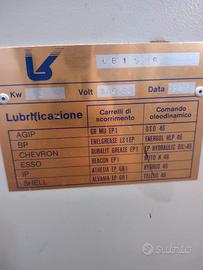 Kw Volt Data
Lubrificazione Carrelli di scorrimento Comando oleodinamico
AGIP GR MU EP1 OSO 46
BP ENELGREASE LS1EP ENERGOL HLP 46
CHEVRON DURALIT GREASE EP1 EP HYDRAULIC OIL-46
ESSO BEACON EP1 NUTO H 46
IP ATHESIA EP GR1 HYDRUS 46
SHELL ALVANIA EP GR1 TELLUS 46
Subito